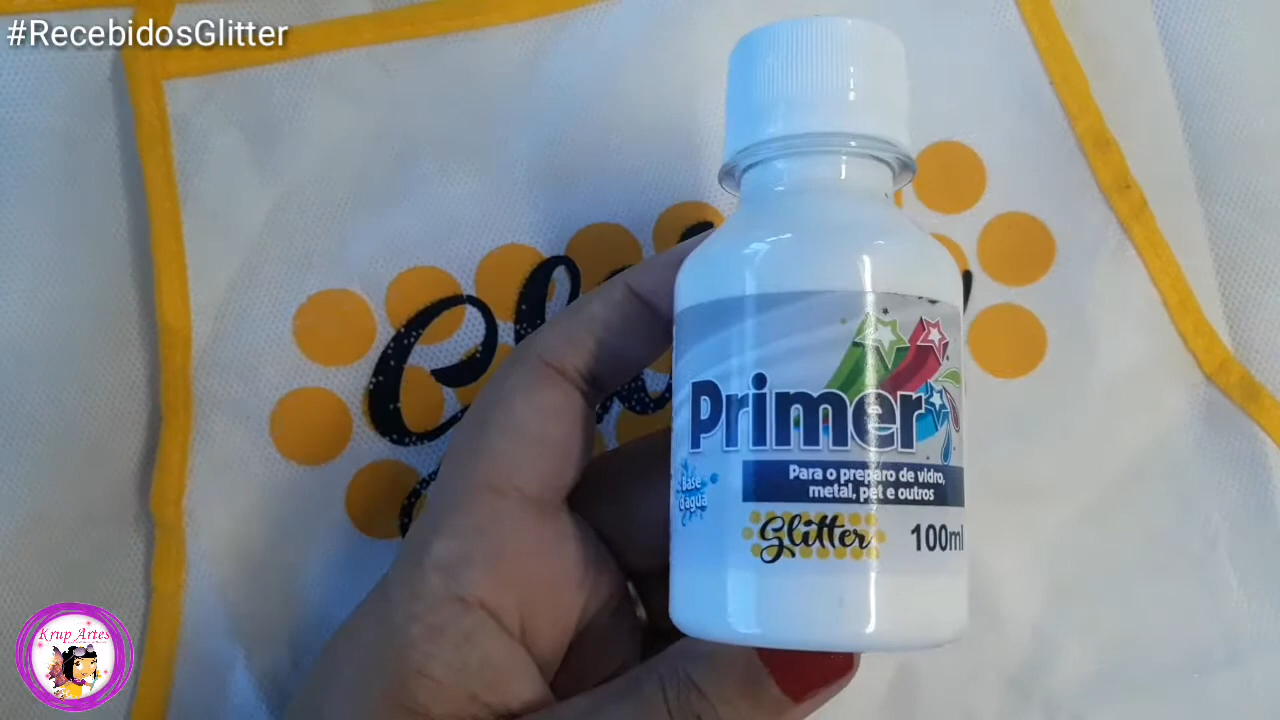 #RecebidosGlitter
Primer
Para o preparo de vidro,
metal, pet e outros
Base
d'água
Glitter
100ml
Krup Artes